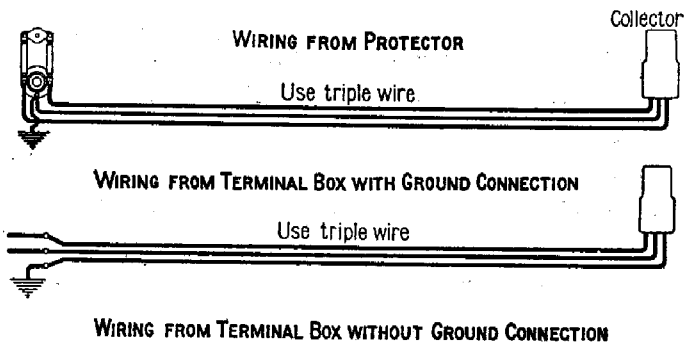 Collector
WIRING FROM PROTECTOR
Use triple wire
WIRING FROM TERMINAL BOX WITH GROUND CONNECTION
Use triple wire
WIRING FROM TERMINAL BOX WITHOUT GROUND CONNECTION